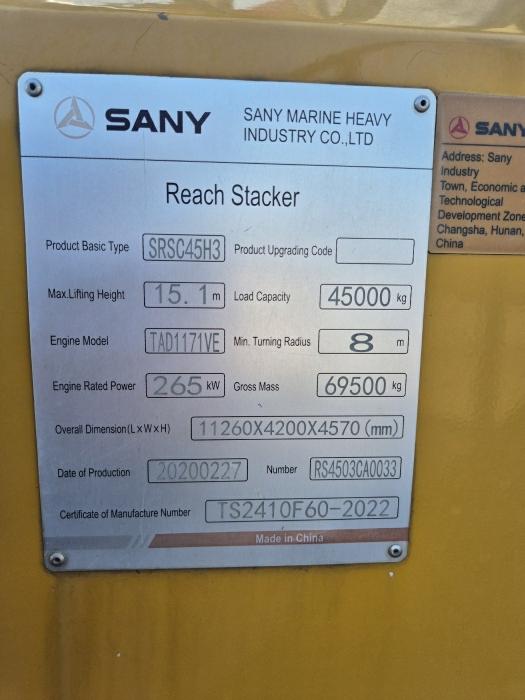 SANY
SANY MARINE HEAVY
INDUSTRY CO.,LTD
Reach Stacker
Product Basic Type SRSC45H3 Product Upgrading Code
Max.Lifting Height 15.1m Load Capacity 45000 kg
Engine Model TAD1171VE Min. Turning Radius 8 m
Engine Rated Power 265 kW Gross Mass 69500 kg
Overall Dimension(LxWxH) 11260X4200X4570(mm)
Date of Production 20200227 Number RS4503CA0033
Certificate of Manufacture Number TS2410F60-2022
Made in China
SANY
Address: Sany
Industry
Town, Economic a
Technological
Development Zone
Changsha, Hunan,
China